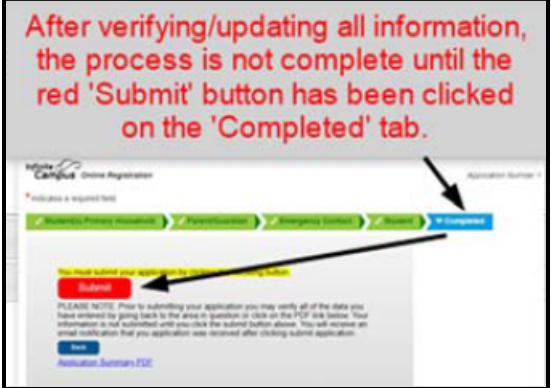 After verifying/updating all information,
the process is not complete until the
red 'Submit' button has been clicked
on the 'Completed' tab.
Infinite
Campus Online Registration
Application Number
* Indicates a required field
Student(s) Primary Household
Parent/Guardian
Emergency Contact
Student
Completed
You must submit your application by clicking the following button
Submit
PLEASE NOTE: Prior to submitting your application you may verify all of the data you
have entered by going back to the area in question or click on the PDF link below. Your
information is not submitted until you click the submit button above. You will receive an
email notification that you application was received after clicking submit application.
Back
Application Summary PDF